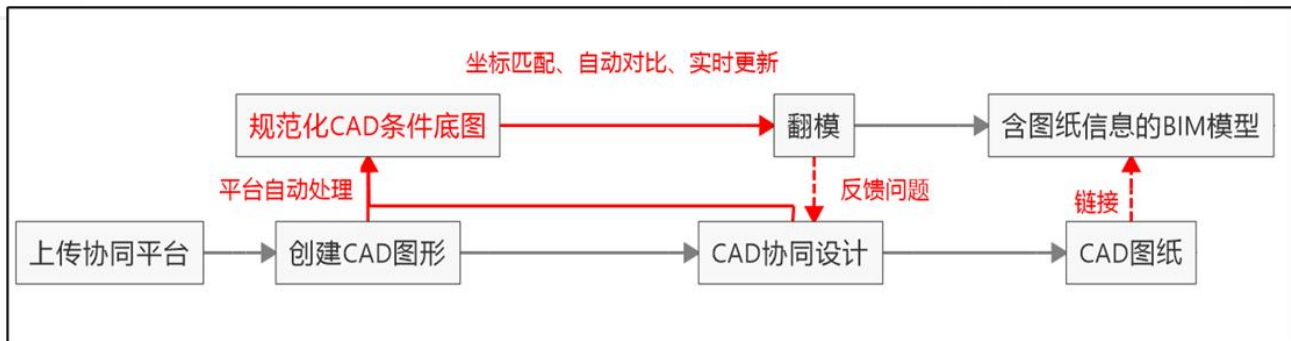 坐标匹配、自动对比、实时更新
规范化CAD条件底图
翻模
含图纸信息的BIM模型
平台自动处理
反馈问题
链接
上传协同平台
创建CAD图形
CAD协同设计
CAD图纸